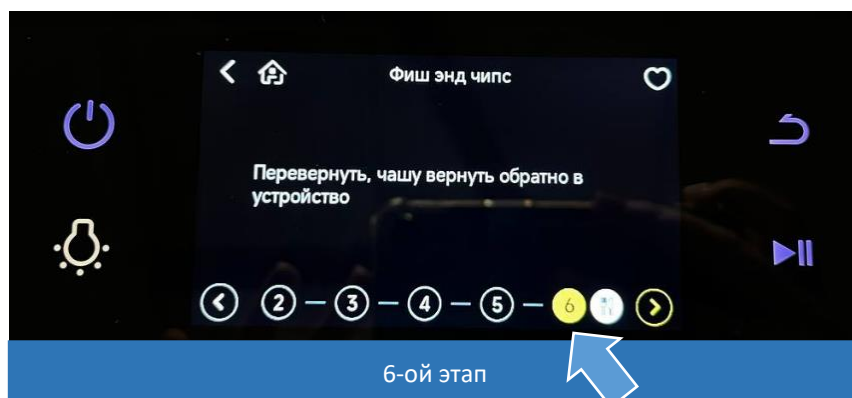 Фиш энд чипс
Перевернуть, чашу вернуть обратно в
устройство
2 3 4 5 6
6-ой этап